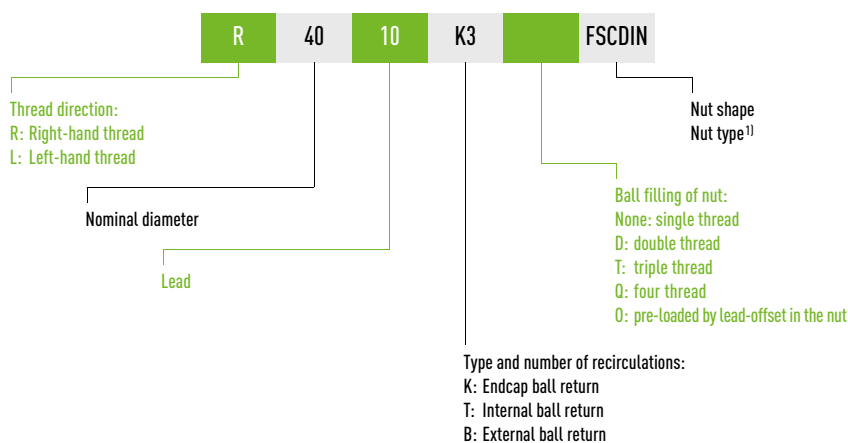 R 40 10 K3 FSCDIN
Thread direction:
R: Right-hand thread
L: Left-hand thread
Nominal diameter
Lead
Nut shape
Nut type¹⁾
Ball filling of nut:
None: single thread
D: double thread
T: triple thread
Q: four thread
O: pre-loaded by lead-offset in the nut
Type and number of recirculations:
K: Endcap ball return
T: Internal ball return
B: External ball return